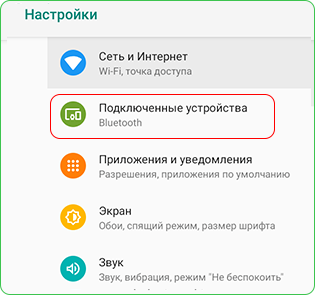 Настройки
Сеть и Интернет
Wi-Fi, точка доступа
Подключенные устройства
Bluetooth
Приложения и уведомления
Разрешения, приложения по умолчанию
Экран
Обои, спящий режим, размер шрифта
Звук
Звук, вибрация, режим "Не беспокоить"